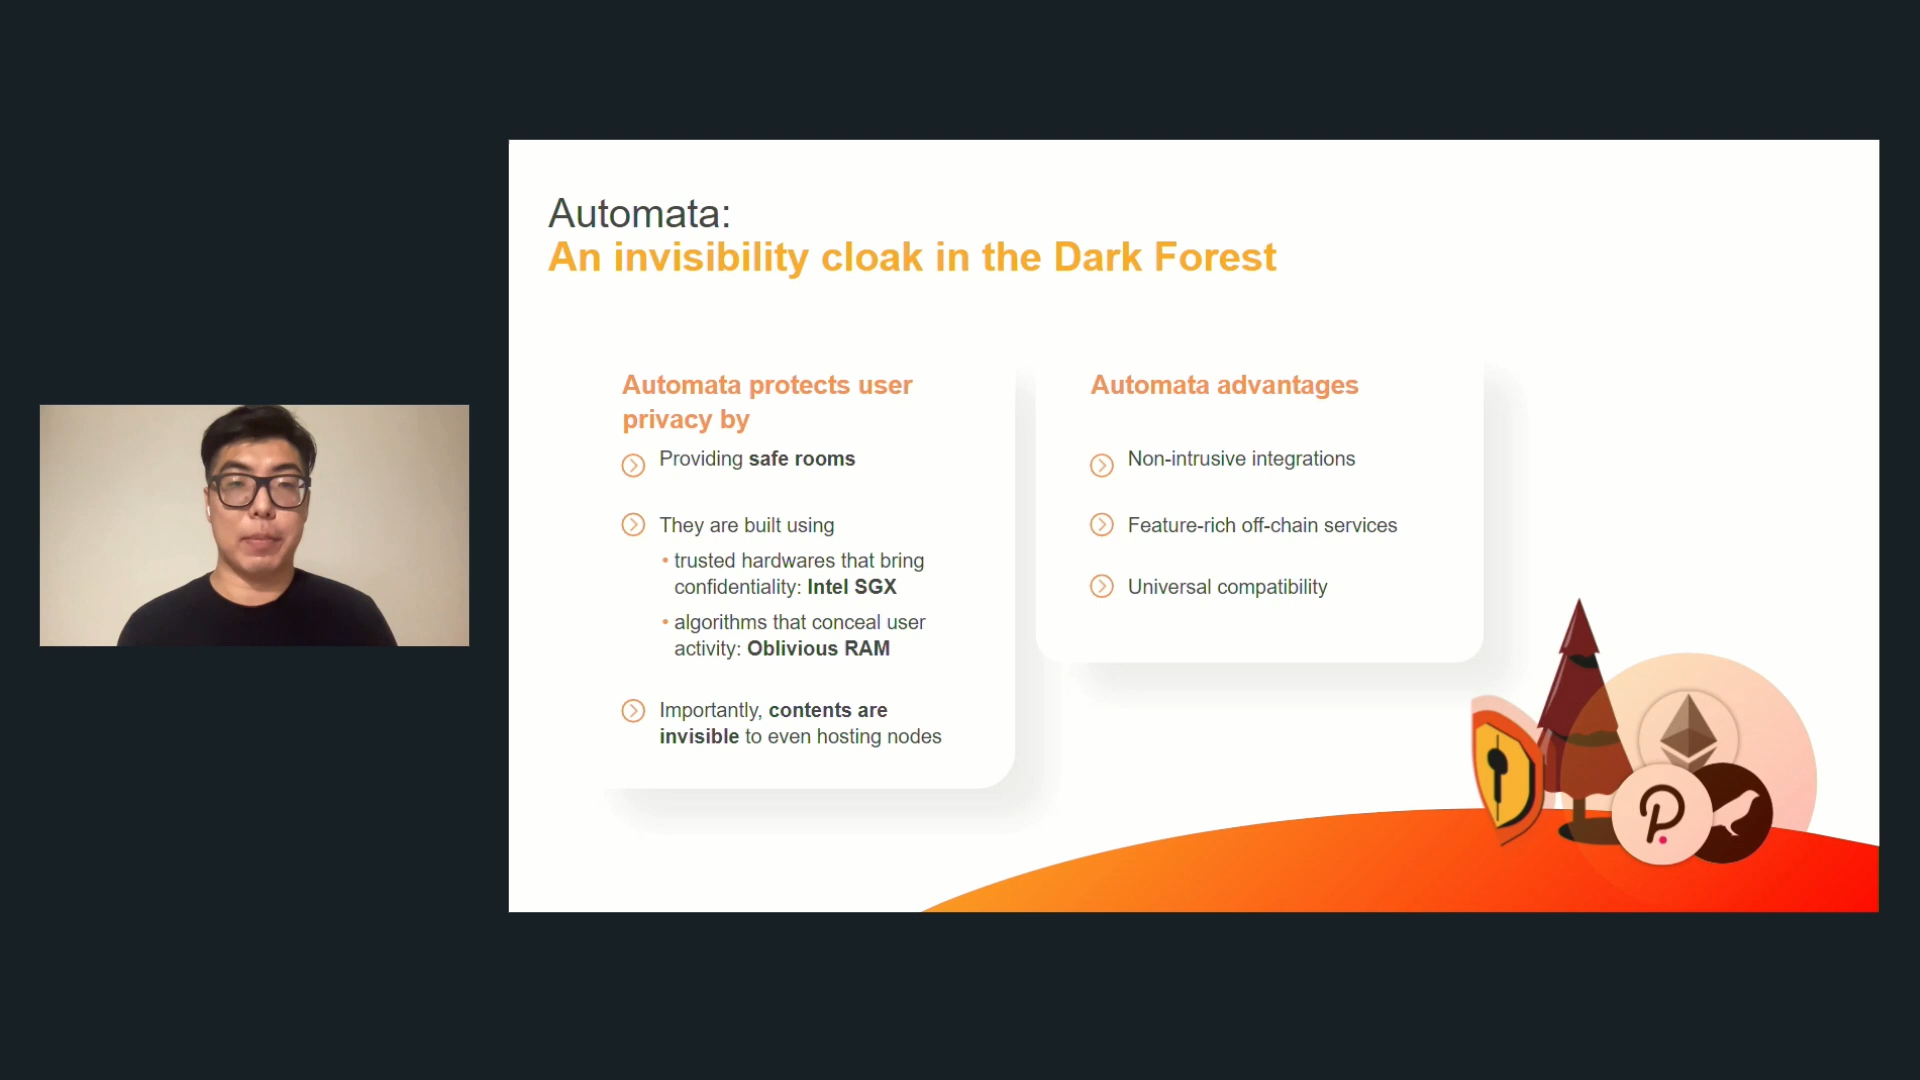 Automata:
An invisibility cloak in the Dark Forest
Automata protects user
privacy by
Providing safe rooms
They are built using
• trusted hardwares that bring
confidentiality: Intel SGX
• algorithms that conceal user
activity: Oblivious RAM
Importantly, contents are
invisible to even hosting nodes
Automata advantages
Non-intrusive integrations
Feature-rich off-chain services
Universal compatibility